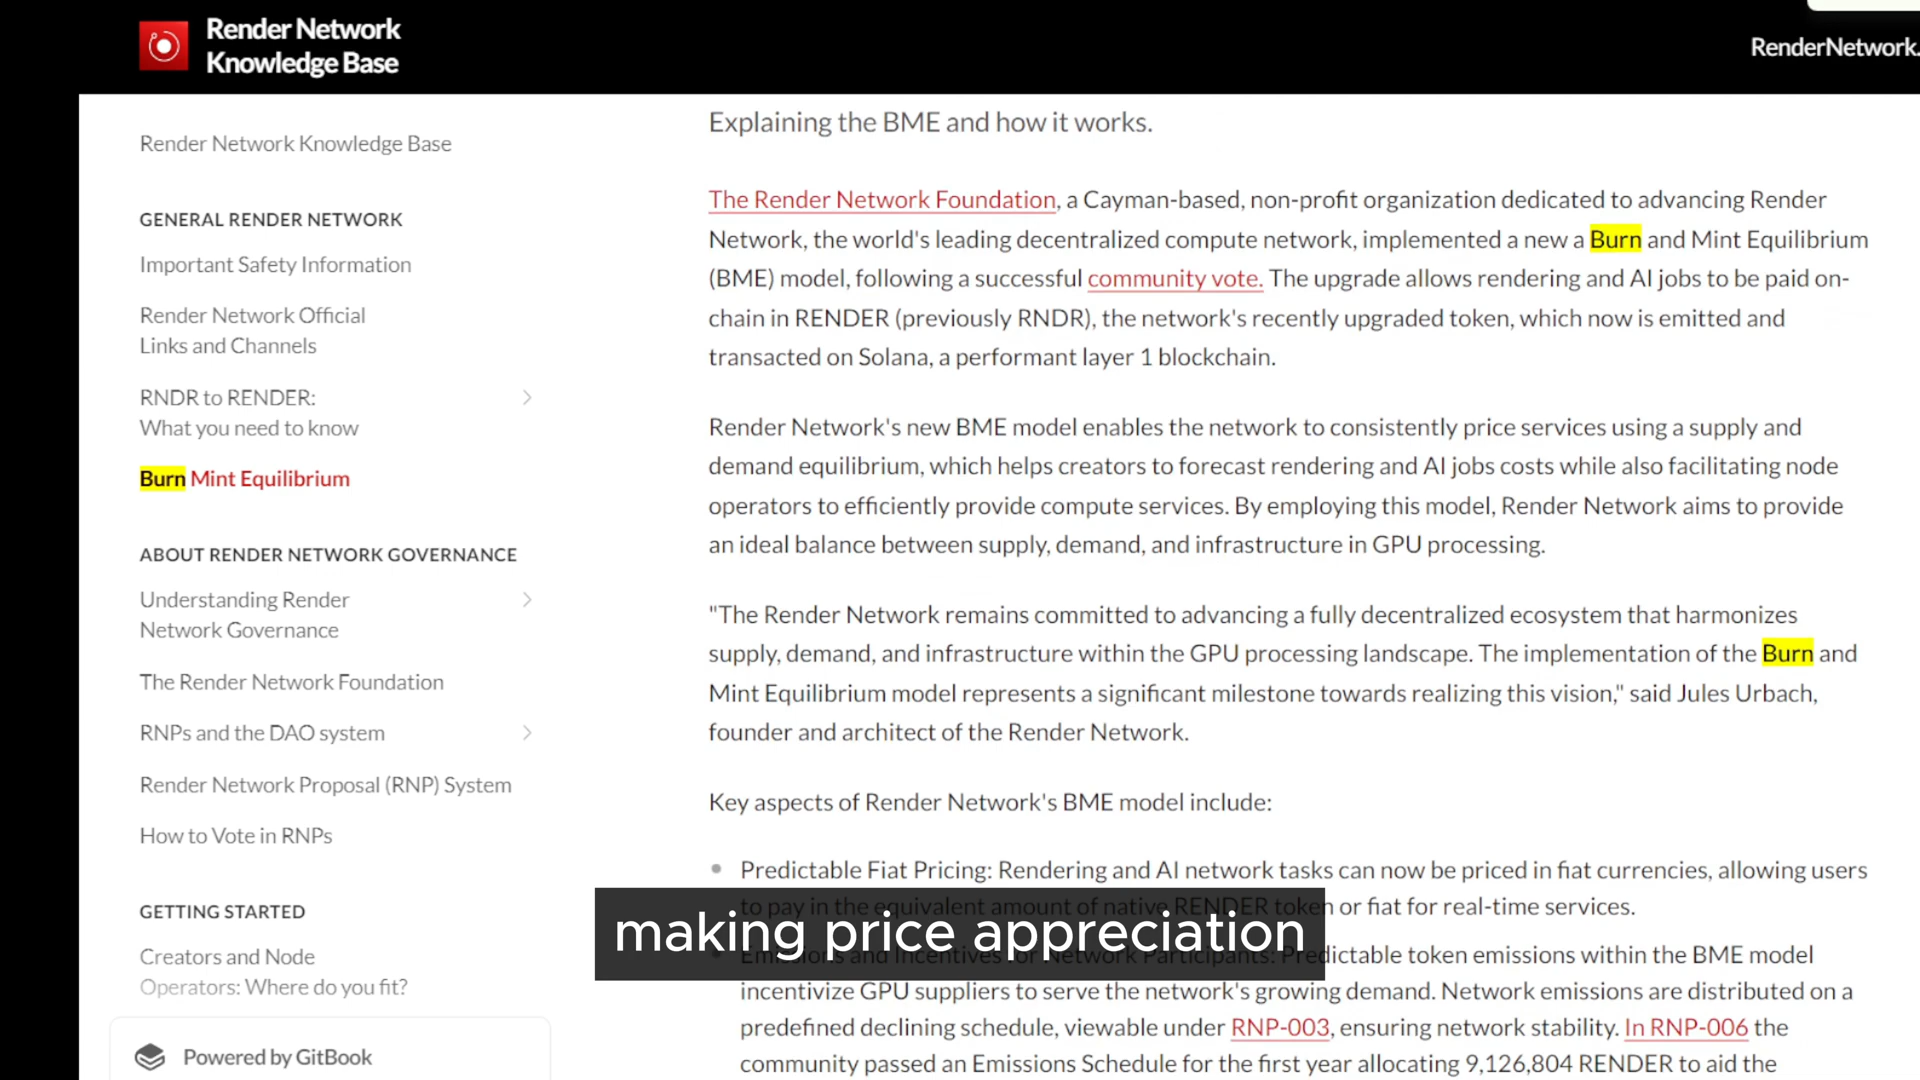 Render Network
Knowledge Base
RenderNetwork.
Render Network Knowledge Base
GENERAL RENDER NETWORK
Important Safety Information
Render Network Official
Links and Channels
RNDR to RENDER:
What you need to know
Burn Mint Equilibrium
ABOUT RENDER NETWORK GOVERNANCE
Understanding Render
Network Governance
The Render Network Foundation
RNPs and the DAO system
Render Network Proposal (RNP) System
How to Vote in RNPs
GETTING STARTED
Creators and Node
Operators: Where do you fit?
Powered by GitBook
Explaining the BME and how it works.
The Render Network Foundation, a Cayman-based, non-profit organization dedicated to advancing Render
Network, the world's leading decentralized compute network, implemented a new a Burn and Mint Equilibrium
(BME) model, following a successful community vote. The upgrade allows rendering and AI jobs to be paid on-
chain in RENDER (previously RNDR), the network's recently upgraded token, which now is emitted and
transacted on Solana, a performant layer 1 blockchain.
Render Network's new BME model enables the network to consistently price services using a supply and
demand equilibrium, which helps creators to forecast rendering and AI jobs costs while also facilitating node
operators to efficiently provide compute services. By employing this model, Render Network aims to provide
an ideal balance between supply, demand, and infrastructure in GPU processing.
"The Render Network remains committed to advancing a fully decentralized ecosystem that harmonizes
supply, demand, and infrastructure within the GPU processing landscape. The implementation of the Burn and
Mint Equilibrium model represents a significant milestone towards realizing this vision," said Jules Urbach,
founder and architect of the Render Network.
Key aspects of Render Network's BME model include:
Predictable Fiat Pricing: Rendering and AI network tasks can now be priced in fiat currencies, allowing users
to pay in the equivalent amount of native RENDER token or fiat for real-time services.
Emissions and Incentives for Network Participants: Predictable token emissions within the BME model
incentivize GPU suppliers to serve the network's growing demand. Network emissions are distributed on a
predefined declining schedule, viewable under RNP-003, ensuring network stability. In RNP-006 the
community passed an Emissions Schedule for the first year allocating 9,126,804 RENDER to aid the
making price appreciation